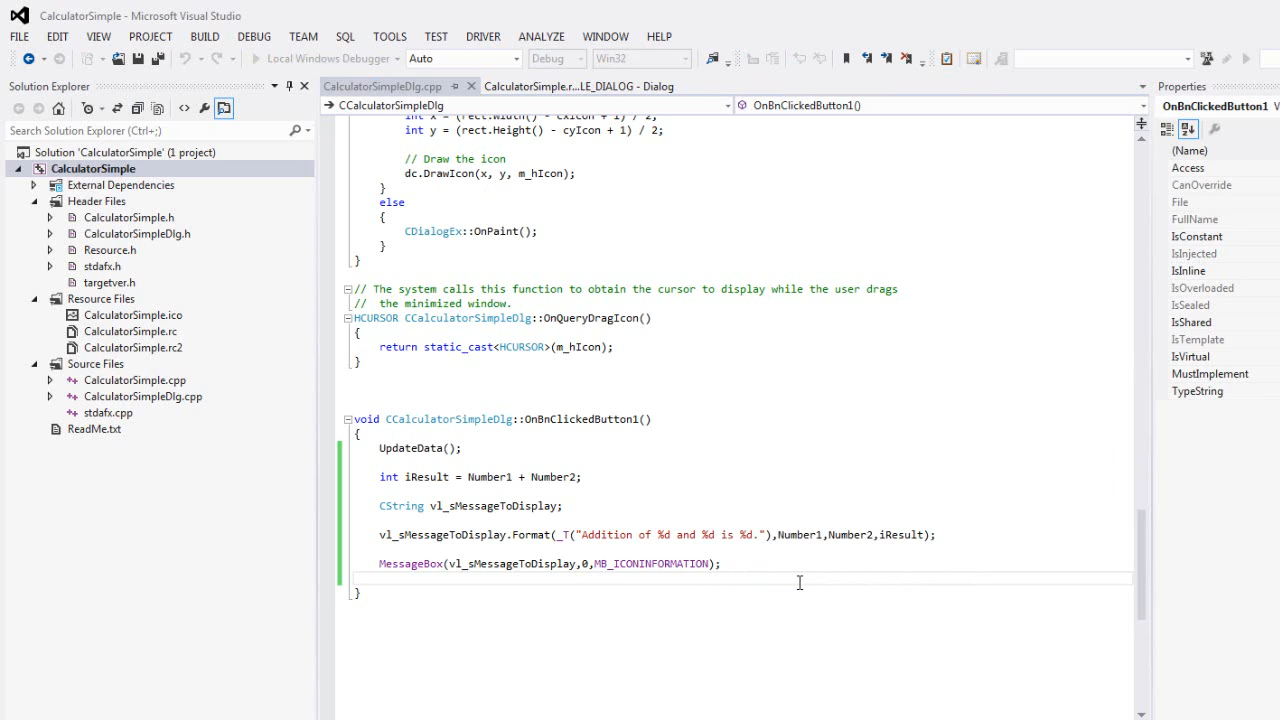 CalculatorSimple - Microsoft Visual Studio
FILE EDIT VIEW PROJECT BUILD DEBUG TEAM SQL TOOLS TEST DRIVER ANALYZE WINDOW HELP
Local Windows Debugger Auto Debug Win32
Solution Explorer
Search Solution Explorer (Ctrl+;)
Solution 'CalculatorSimple' (1 project)
CalculatorSimple
External Dependencies
Header Files
CalculatorSimple.h
CalculatorSimpleDlg.h
Resource.h
stdafx.h
targetver.h
Resource Files
CalculatorSimple.ico
CalculatorSimple.rc
CalculatorSimple.rc2
Source Files
CalculatorSimple.cpp
CalculatorSimpleDlg.cpp
stdafx.cpp
ReadMe.txt
CalculatorSimpleDlg.cpp CalculatorSimple.r...LE_DIALOG - Dialog
CCalculatorSimpleDlg OnBnClickedButton1()
int x = (rect.Width() - cxIcon + 1) / 2;
int y = (rect.Height() - cyIcon + 1) / 2;
// Draw the icon
dc.DrawIcon(x, y, m_hIcon);
}
else
{
CDialogEx::OnPaint();
}
}
// The system calls this function to obtain the cursor to display while the user drags
// the minimized window.
HCURSOR CCalculatorSimpleDlg::OnQueryDragIcon()
{
return static_cast<HCURSOR>(m_hIcon);
}
void CCalculatorSimpleDlg::OnBnClickedButton1()
{
UpdateData();
int iResult = Number1 + Number2;
CString vl_sMessageToDisplay;
vl_sMessageToDisplay.Format(_T("Addition of %d and %d is %d."),Number1,Number2,iResult);
MessageBox(vl_sMessageToDisplay,0,MB_ICONINFORMATION);
}
Properties
OnBnClickedButton1
(Name)
Access
CanOverride
File
FullName
IsConstant
IsInjected
IsInline
IsOverloaded
IsSealed
IsShared
IsTemplate
IsVirtual
MustImplement
TypeString